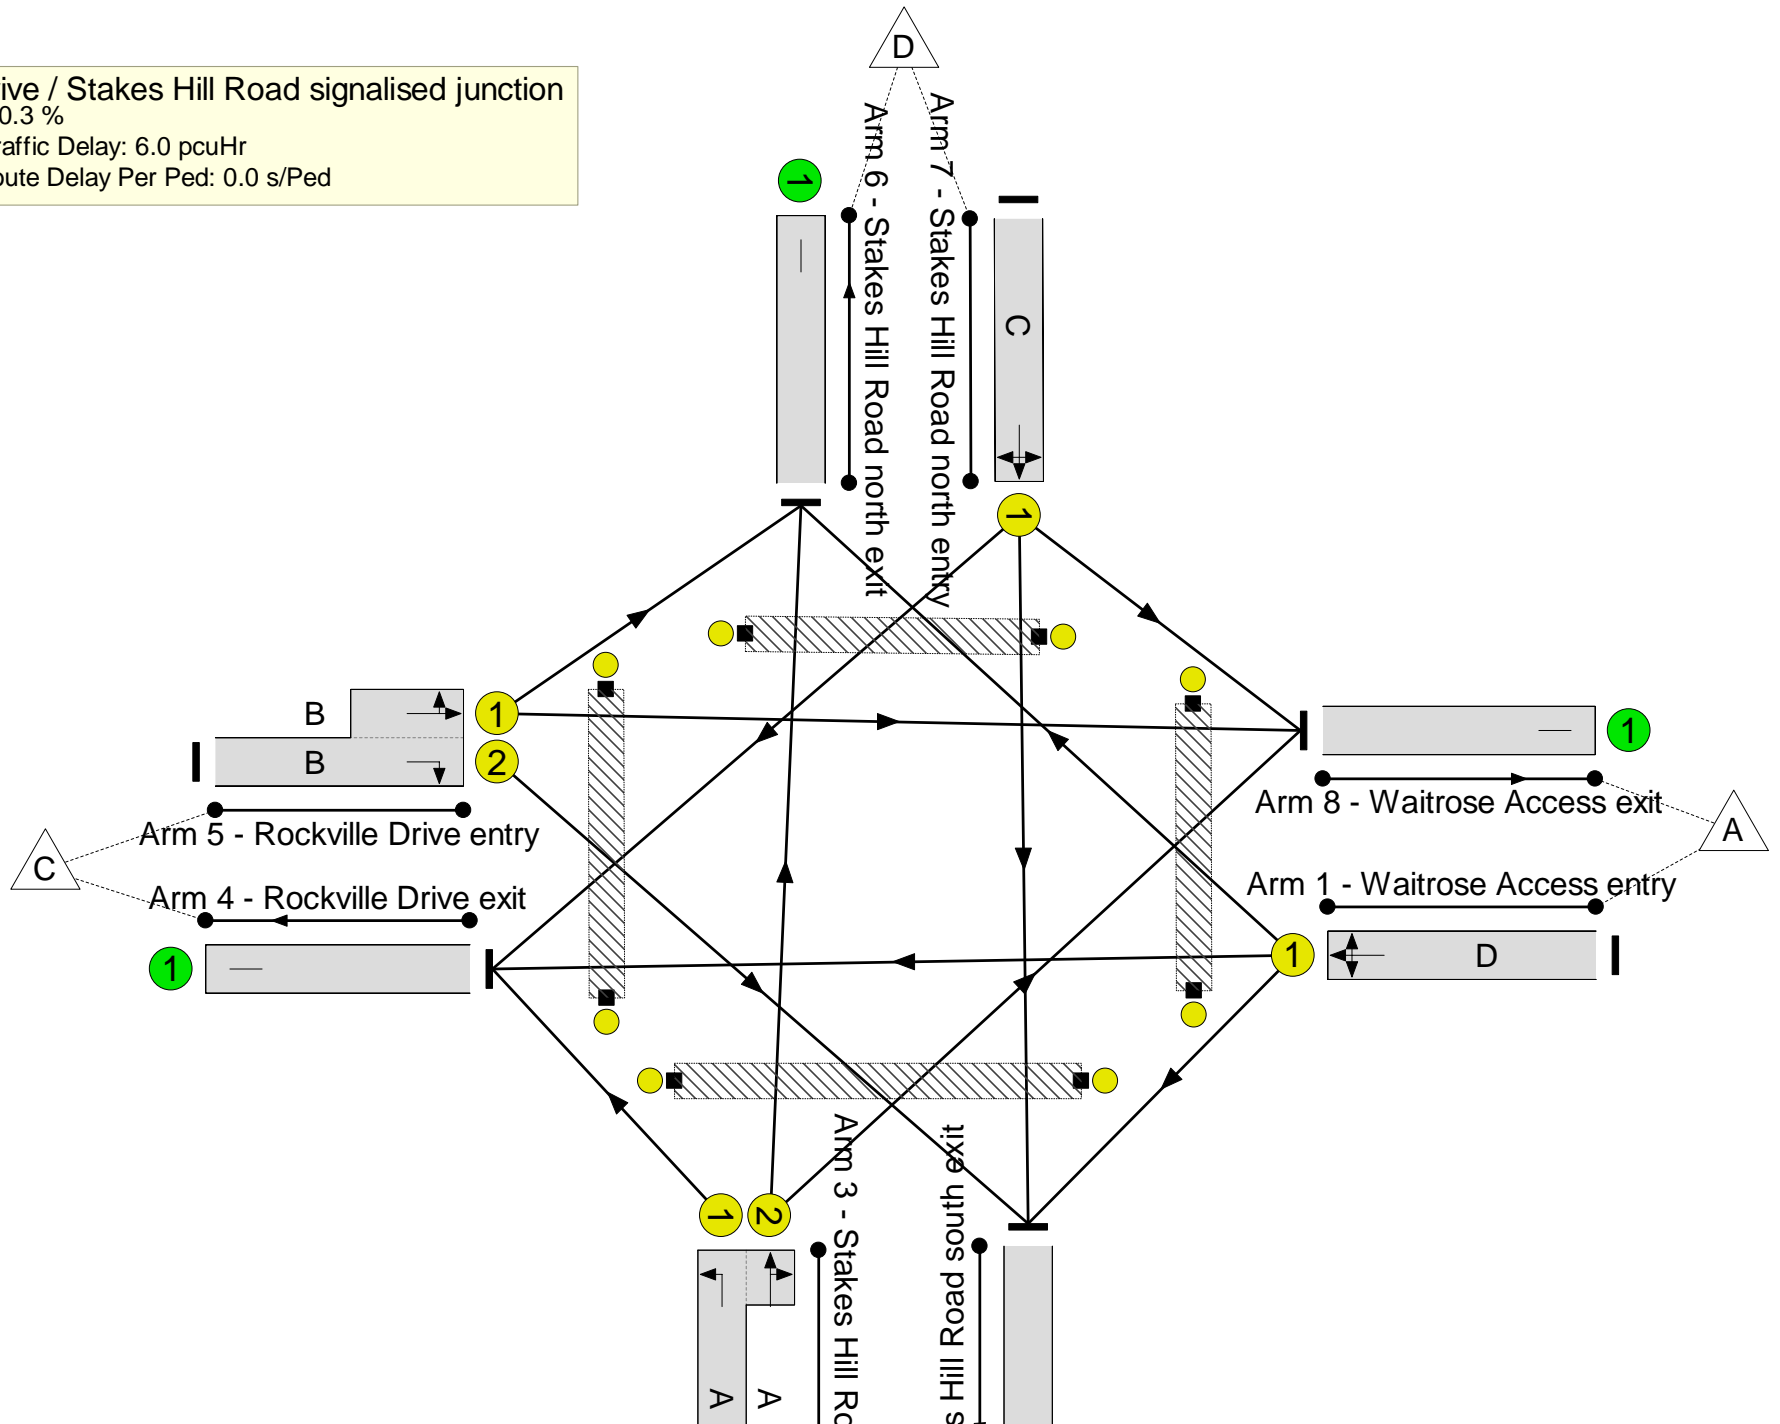 D
ive / Stakes Hill Road signalised junction
0.3 %
raffic Delay: 6.0 pcuHr
oute Delay Per Ped: 0.0 s/Ped
1
Arm 6 - Stakes Hill Road north exit
Arm 7 - Stakes Hill Road north entry
C
1
B
1
B
2
Arm 5 - Rockville Drive entry
C
Arm 4 - Rockville Drive exit
1
1
Arm 8 - Waitrose Access exit
A
Arm 1 - Waitrose Access entry
1
D
1
2
A
A
Arm 3 - Stakes Hill Ro
s Hill Road south exit